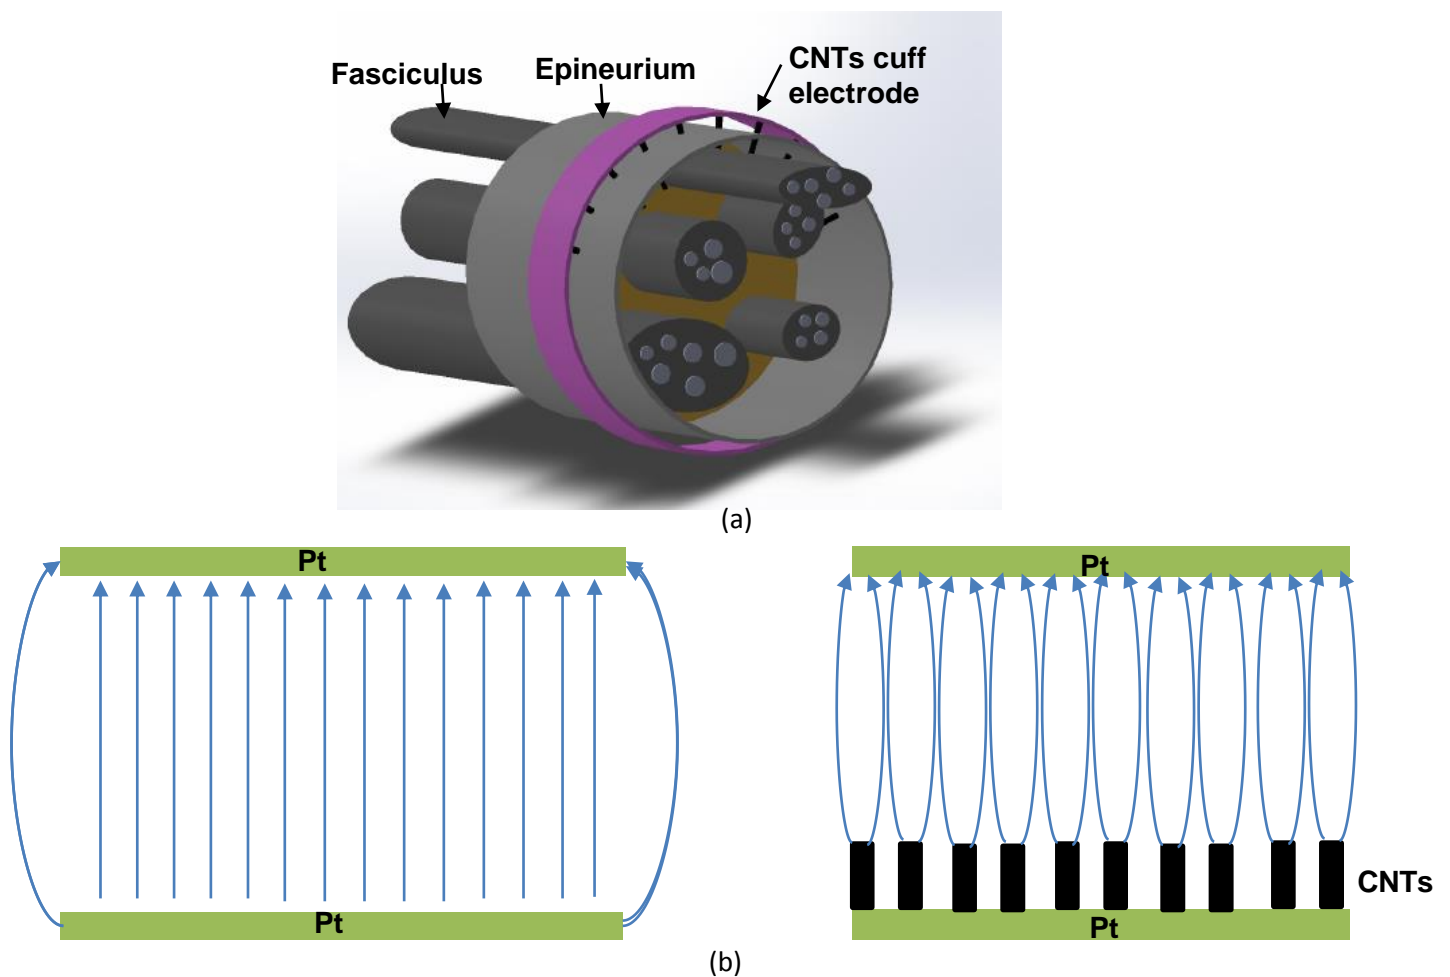 Fasciculus
Epineurium
CNTs cuff
electrode
(a)
Pt
Pt
Pt
CNTs
Pt
(b)